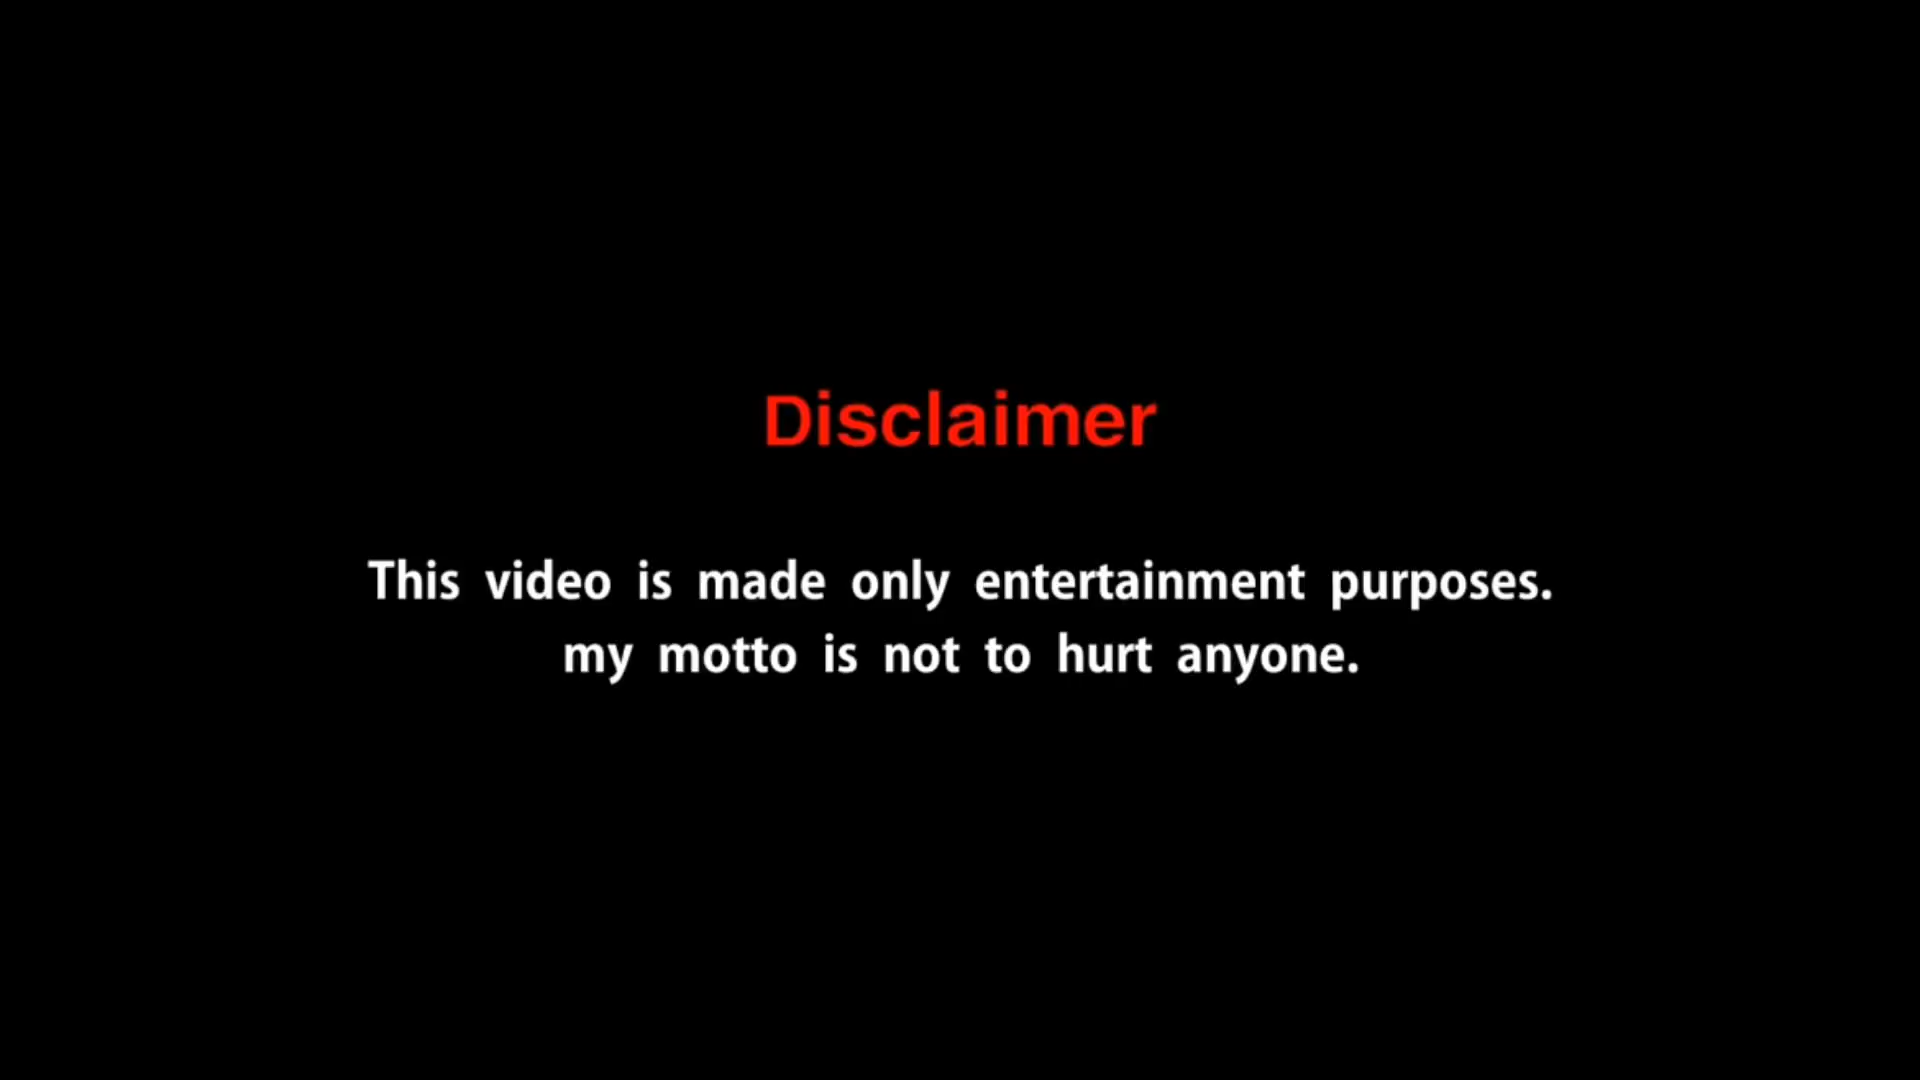 Disclaimer
This video is made only entertainment purposes.
my motto is not to hurt anyone.